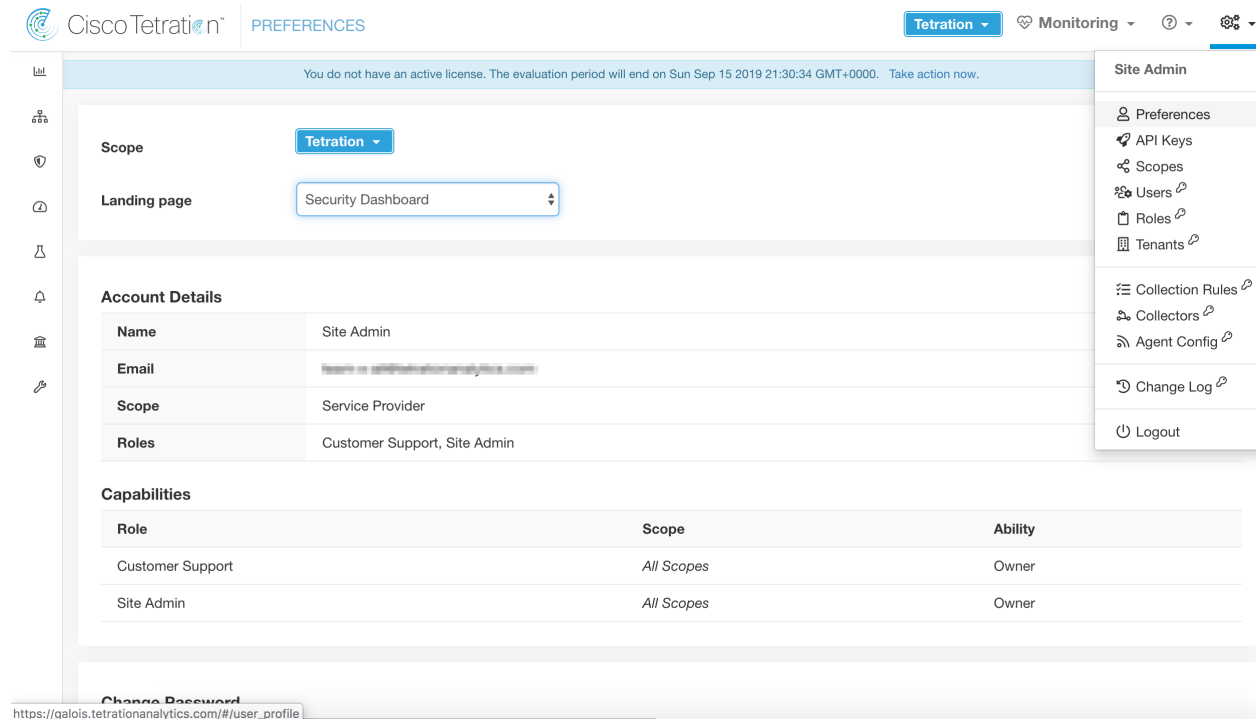 Cisco Tetration™ PREFERENCES Tetration Monitoring ?
You do not have an active license. The evaluation period will end on Sun Sep 15 2019 21:30:34 GMT+0000. Take action now.
Site Admin
Preferences
API Keys
Scopes
Users
Roles
Tenants
Collection Rules
Collectors
Agent Config
Change Log
Logout
Scope Tetration
Landing page Security Dashboard
Account Details
Name Site Admin
Email
Scope Service Provider
Roles Customer Support, Site Admin
Capabilities
Role Scope Ability
Customer Support All Scopes Owner
Site Admin All Scopes Owner
Change Password
https://galois.tetrationanalytics.com/#/user_profile